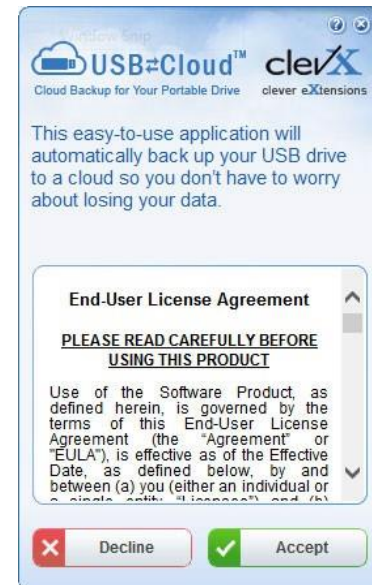 USB⇄Cloud™
clevX
Cloud Backup for Your Portable Drive
clever eXtensions
This easy-to-use application will
automatically back up your USB drive
to a cloud so you don't have to worry
about losing your data.
End-User License Agreement
PLEASE READ CAREFULLY BEFORE
USING THIS PRODUCT
Use of the Software Product, as
defined herein, is governed by the
terms of this End-User License
Agreement (the "Agreement" or
"EULA"), is effective as of the Effective
Date, as defined below, by and
between (a) you (either an individual or
a single entity "Licensee") and (b)
Decline
Accept